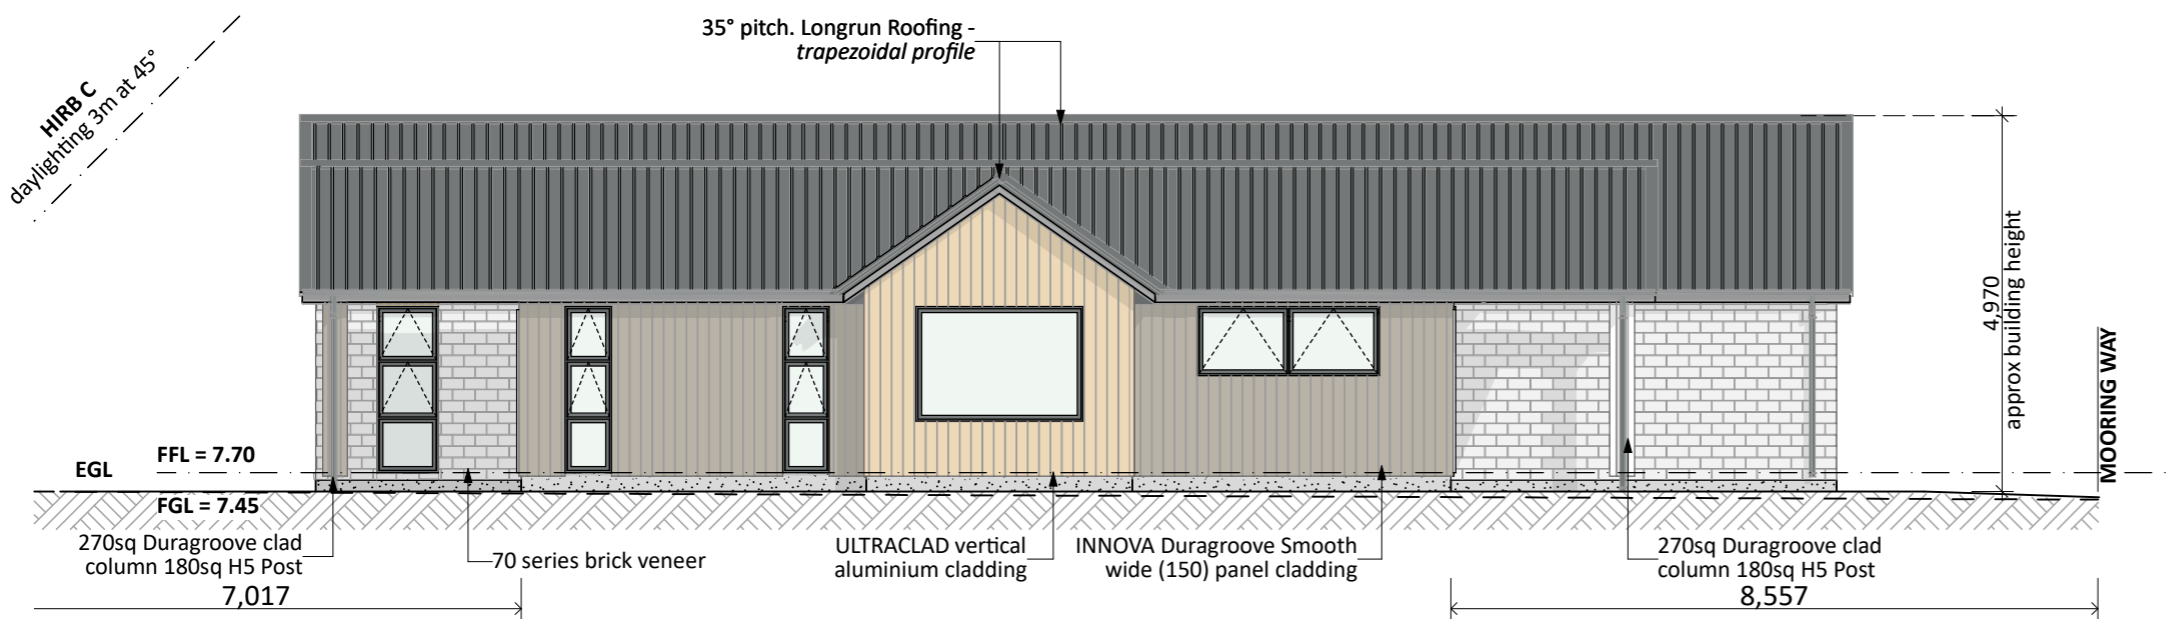 35° pitch. Longrun Roofing -
trapezoidal profile
HIRB C
daylighting 3m at 45°
4,970
approx building height
MOORING WAY
EGL
FFL = 7.70
FGL = 7.45
270sq Duragroove clad
column 180sq H5 Post
70 series brick veneer
ULTRACLAD vertical
aluminium cladding
INNOVA Duragroove Smooth
wide (150) panel cladding
270sq Duragroove clad
column 180sq H5 Post
7,017
8,557